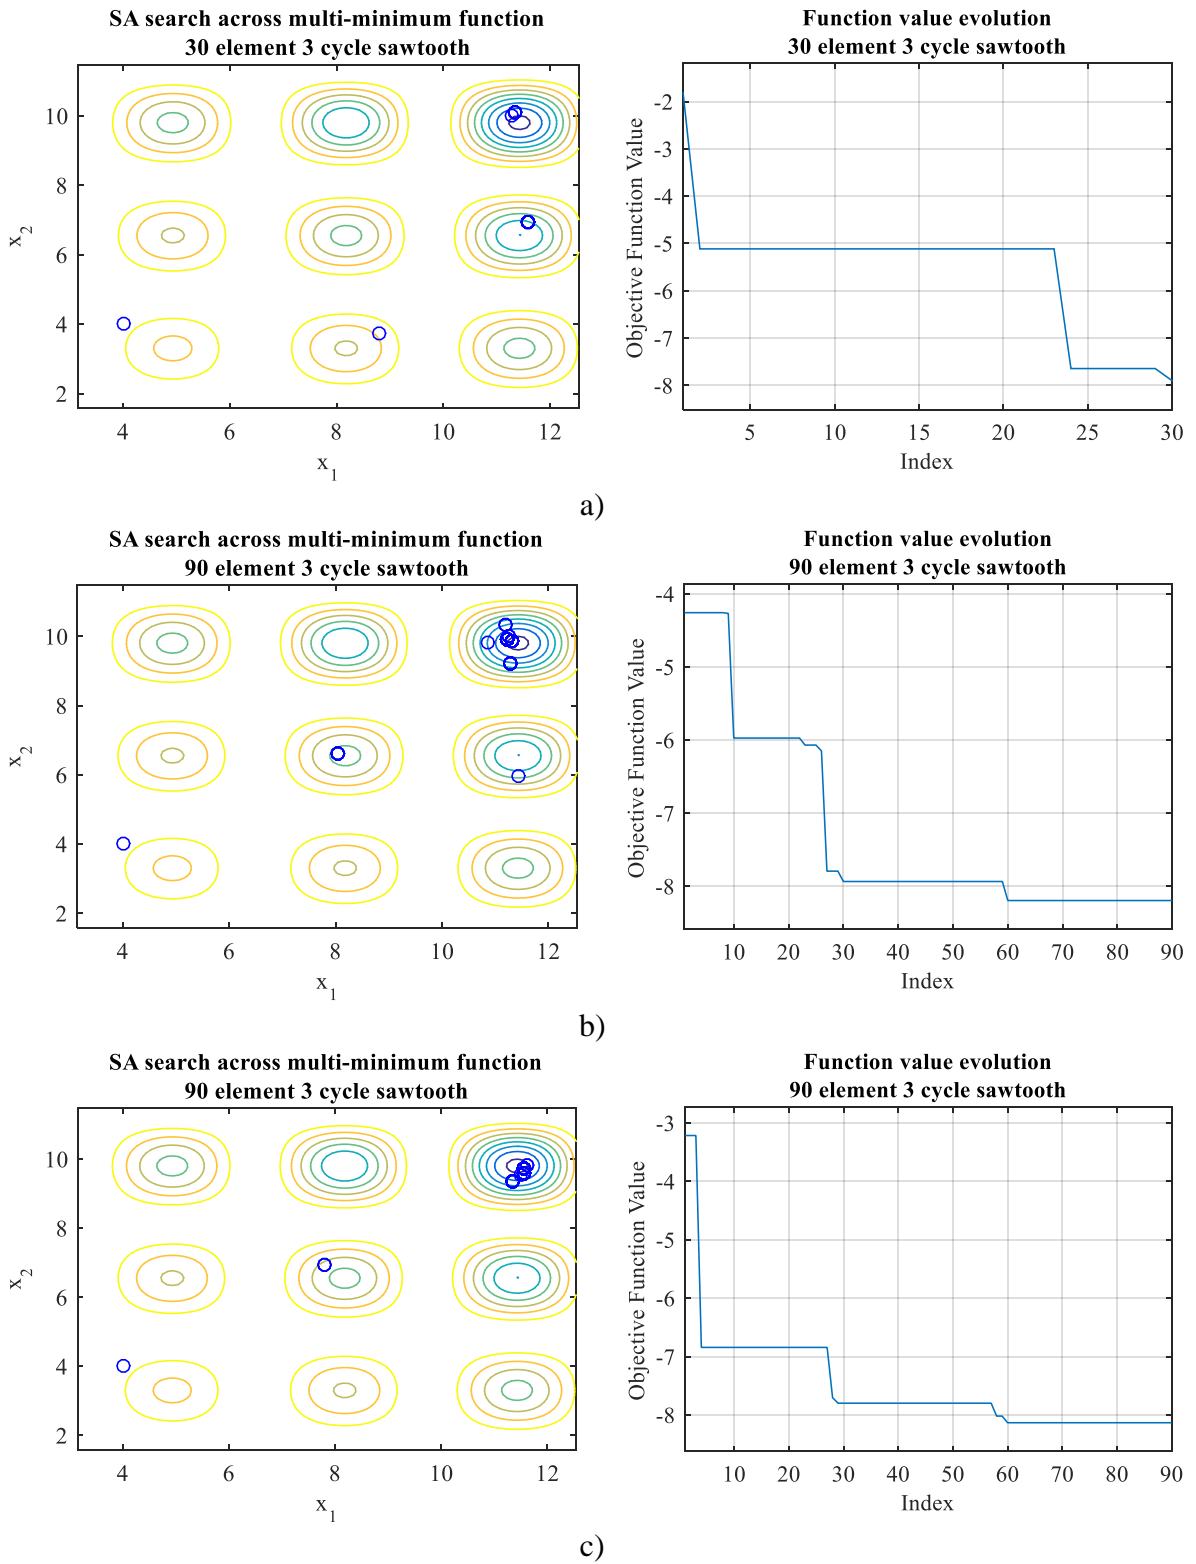 SA search across multi-minimum function
30 element 3 cycle sawtooth
10
8
6
4
2
x2
4
6
8
10
12
x1
Function value evolution
30 element 3 cycle sawtooth
-2
-3
-4
-5
-6
-7
-8
Objective Function Value
5
10
15
20
25
30
Index
a)
SA search across multi-minimum function
90 element 3 cycle sawtooth
10
8
6
4
2
x2
4
6
8
10
12
x1
Function value evolution
90 element 3 cycle sawtooth
-4
-5
-6
-7
-8
Objective Function Value
10
20
30
40
50
60
70
80
90
Index
b)
SA search across multi-minimum function
90 element 3 cycle sawtooth
10
8
6
4
2
x2
4
6
8
10
12
x1
Function value evolution
90 element 3 cycle sawtooth
-3
-4
-5
-6
-7
-8
Objective Function Value
10
20
30
40
50
60
70
80
90
Index
c)